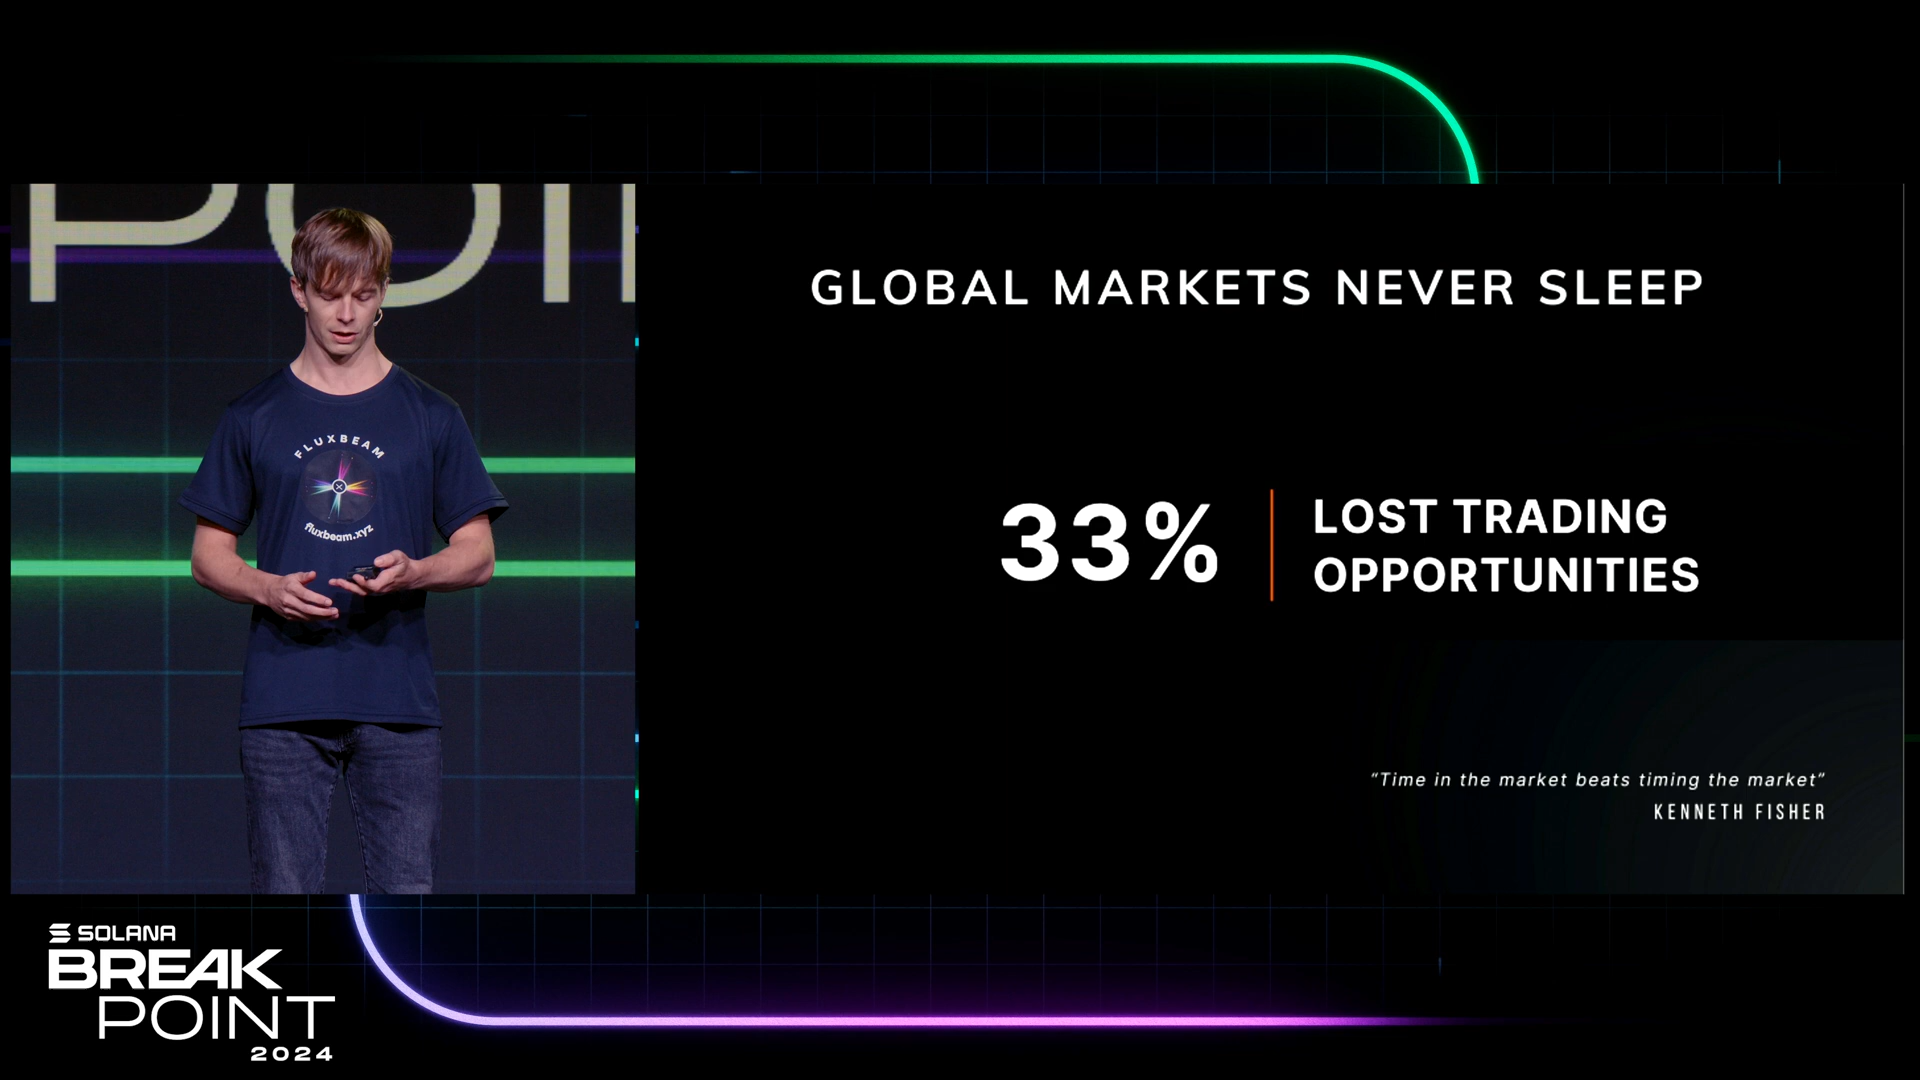 POI
FLUXBEAM
fluxbeam.xyz
GLOBAL MARKETS NEVER SLEEP
33%
LOST TRADING
OPPORTUNITIES
“Time in the market beats timing the market”
KENNETH FISHER
SOLANA
BREAK
POINT
2024